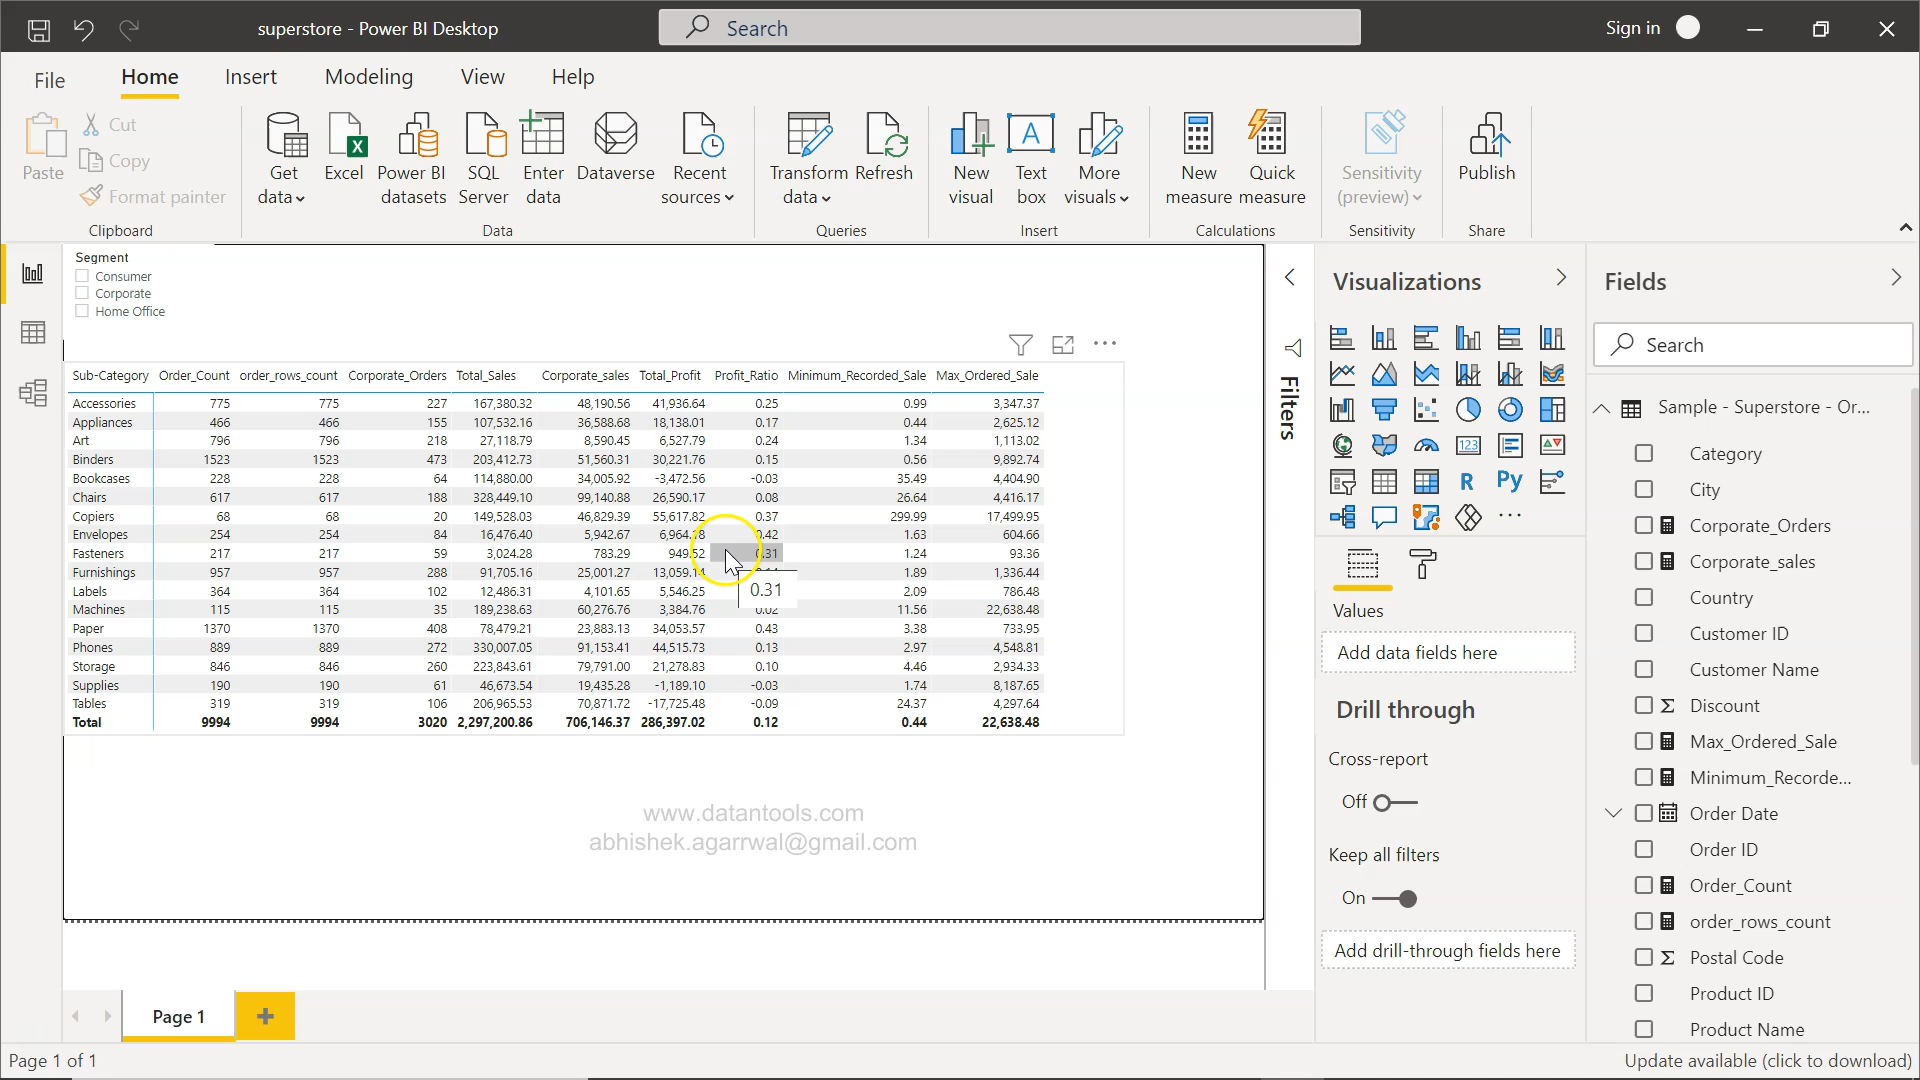 superstore - Power BI Desktop
Search
Sign in
File
Home
Insert
Modeling
View
Help
Paste
Cut
Copy
Format painter
Clipboard
Get data
Excel
Power BI datasets
SQL Server
Enter data
Dataverse
Recent sources
Data
Transform data
Refresh
Queries
New visual
A
Text box
More visuals
Insert
New measure
Quick measure
Calculations
Sensitivity (preview)
Sensitivity
Publish
Share
Segment
Consumer
Corporate
Home Office
Sub-Category Order_Count order_rows_count Corporate_Orders Total_Sales Corporate_sales Total_Profit Profit_Ratio Minimum_Recorded_Sale Max_Ordered_Sale
Accessories 775 775 227 167,380.32 48,190.56 41,936.64 0.25 0.99 3,347.37
Appliances 466 466 155 107,532.16 36,588.68 18,138.01 0.17 0.44 2,625.12
Art 796 796 218 27,118.79 8,590.45 6,527.79 0.24 1.34 1,113.02
Binders 1523 1523 473 203,412.73 51,560.31 30,221.76 0.15 0.56 9,892.74
Bookcases 228 228 64 114,880.00 34,005.92 -3,472.56 -0.03 35.49 4,404.90
Chairs 617 617 188 328,449.10 99,140.88 26,590.17 0.08 26.64 4,416.17
Copiers 68 68 20 149,528.03 46,829.39 55,617.82 0.37 299.99 17,499.95
Envelopes 254 254 84 16,476.40 5,942.67 0.42 1.63 604.66
Fasteners 217 217 59 3,024.28 783.29 949.52 0.31 1.24 93.36
Furnishings 957 957 288 91,705.16 25,001.27 13,059.14 1.89 1,336.44
Labels 364 364 102 12,486.31 4,101.65 5,546.25 2.09 786.48
0.31
Machines 115 115 35 189,238.63 60,276.76 3,384.76 0.02 11.56 22,638.48
Paper 1370 1370 408 78,479.21 23,883.13 34,053.57 0.43 3.38 733.95
Phones 889 889 272 330,007.05 91,153.41 44,515.73 0.13 2.97 4,548.81
Storage 846 846 260 223,843.61 79,791.00 21,278.83 0.10 4.46 2,934.33
Supplies 190 190 61 46,673.54 19,435.28 -1,189.10 -0.03 1.74 8,187.65
Tables 319 319 106 206,965.53 70,871.72 -17,725.48 -0.09 24.37 4,297.64
Total 9994 9994 3020 2,297,200.86 706,146.37 286,397.02 0.12 0.44 22,638.48
www.datantools.com
abhishek.agarrwal@gmail.com
Filters
Visualizations
123
R
Py
Values
Add data fields here
Drill through
Cross-report
Off
Keep all filters
On
Add drill-through fields here
Fields
Search
Sample - Superstore - Or...
Category
City
Corporate_Orders
Corporate_sales
Country
Customer ID
Customer Name
Σ Discount
Max_Ordered_Sale
Minimum_Recorde...
Order Date
Order ID
Order_Count
order_rows_count
Σ Postal Code
Product ID
Product Name
Page 1
Page 1 of 1
Update available (click to download)